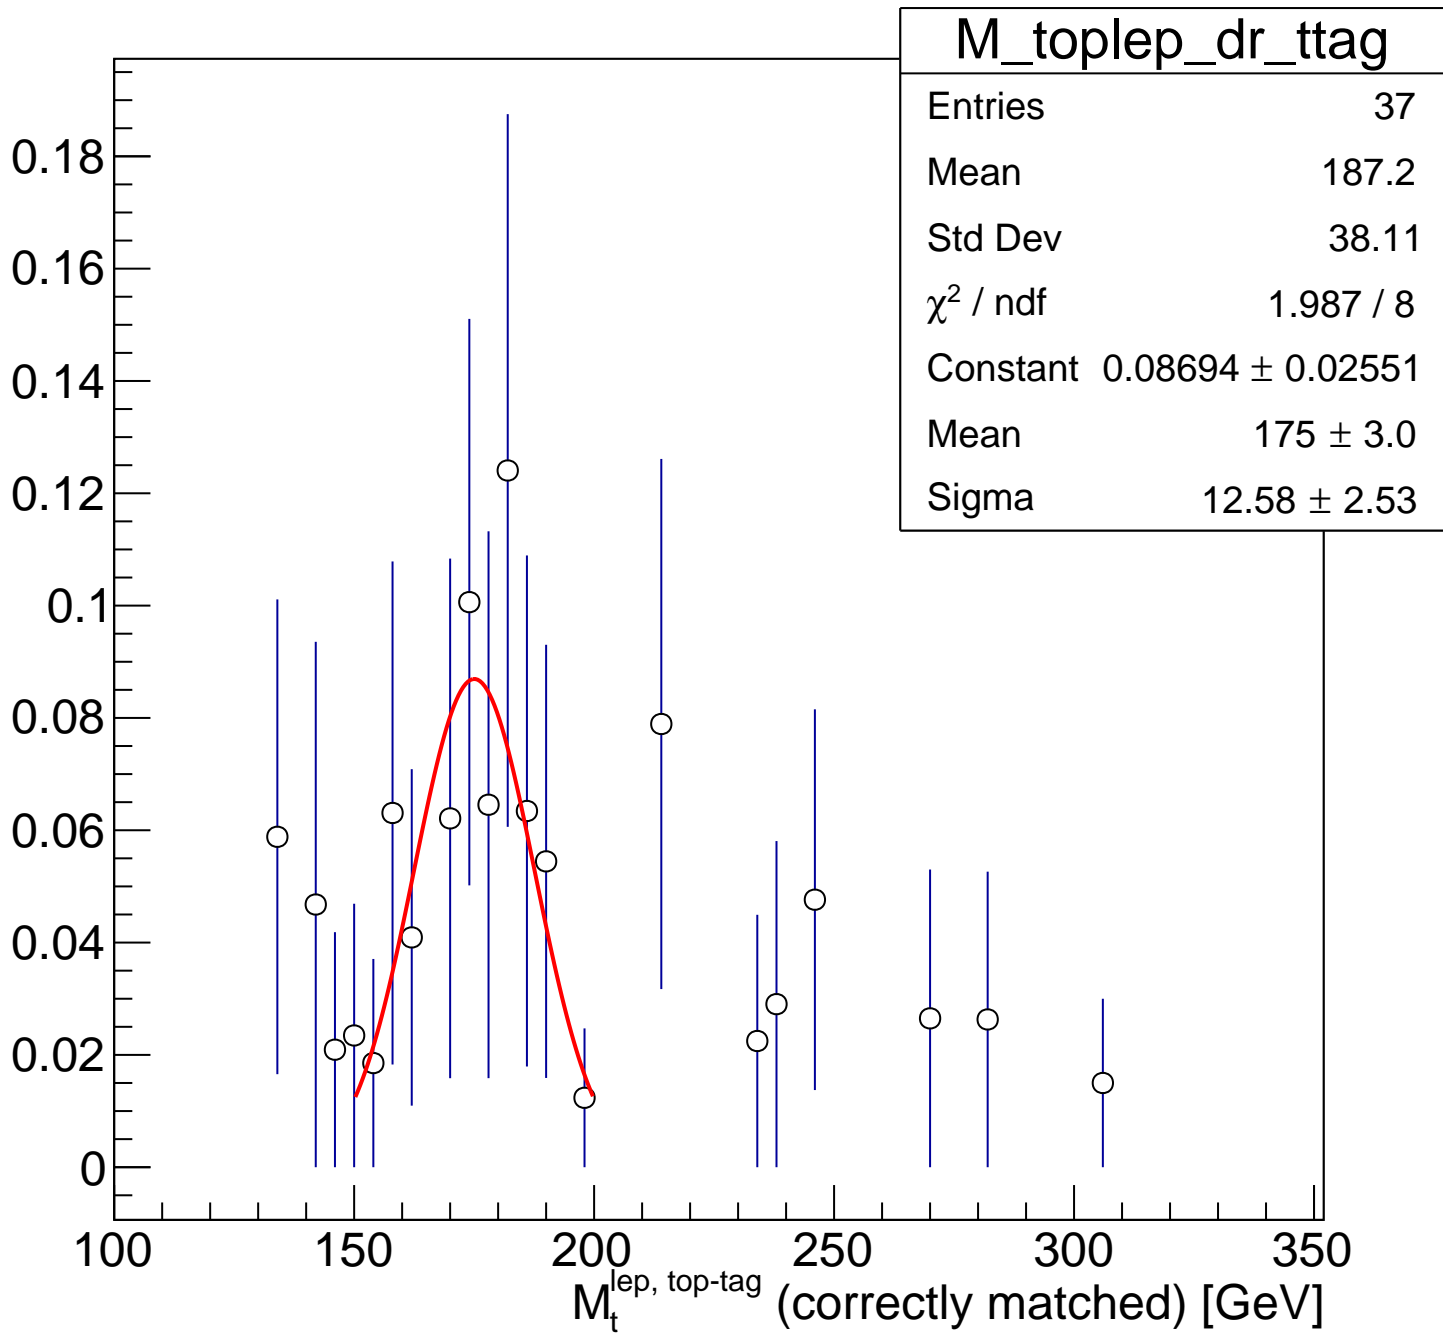 M_toplep_dr_ttag
Entries 37
Mean 187.2
Std Dev 38.11
χ² / ndf 1.987 / 8
Constant 0.08694 ± 0.02551
Mean 175 ± 3.0
Sigma 12.58 ± 2.53
0.18
0.16
0.14
0.12
0.1
0.08
0.06
0.04
0.02
0
100 150 200 250 300 350
M_t^lep, top-tag (correctly matched) [GeV]